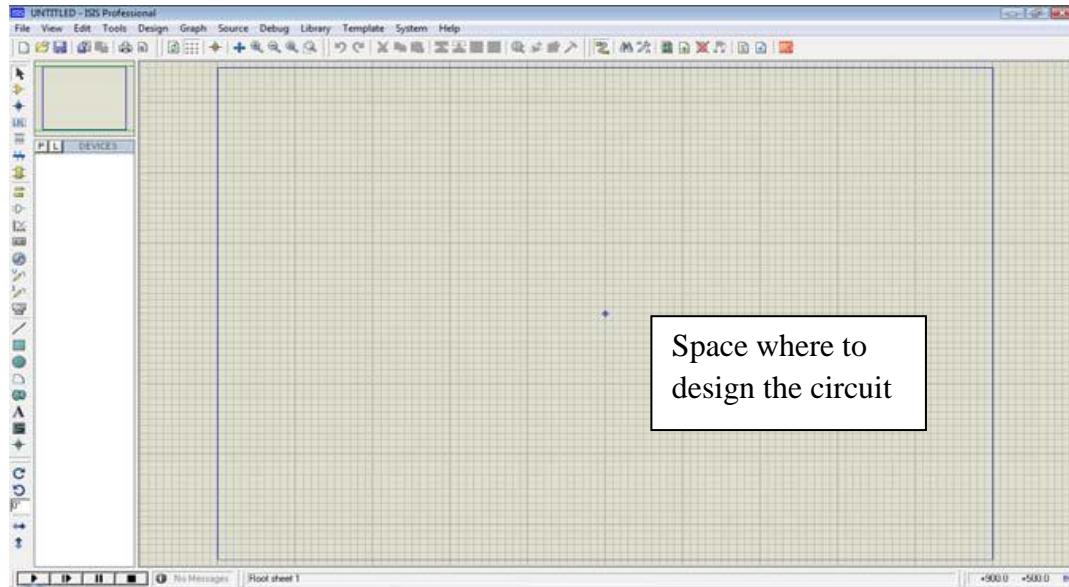 UNTITLED - ISIS Professional
File View Edit Tools Design Graph Source Debug Library Template System Help
P L DEVICES
Space where to
design the circuit
0°
No Messages Root sheet 1 +900.0 +500.0